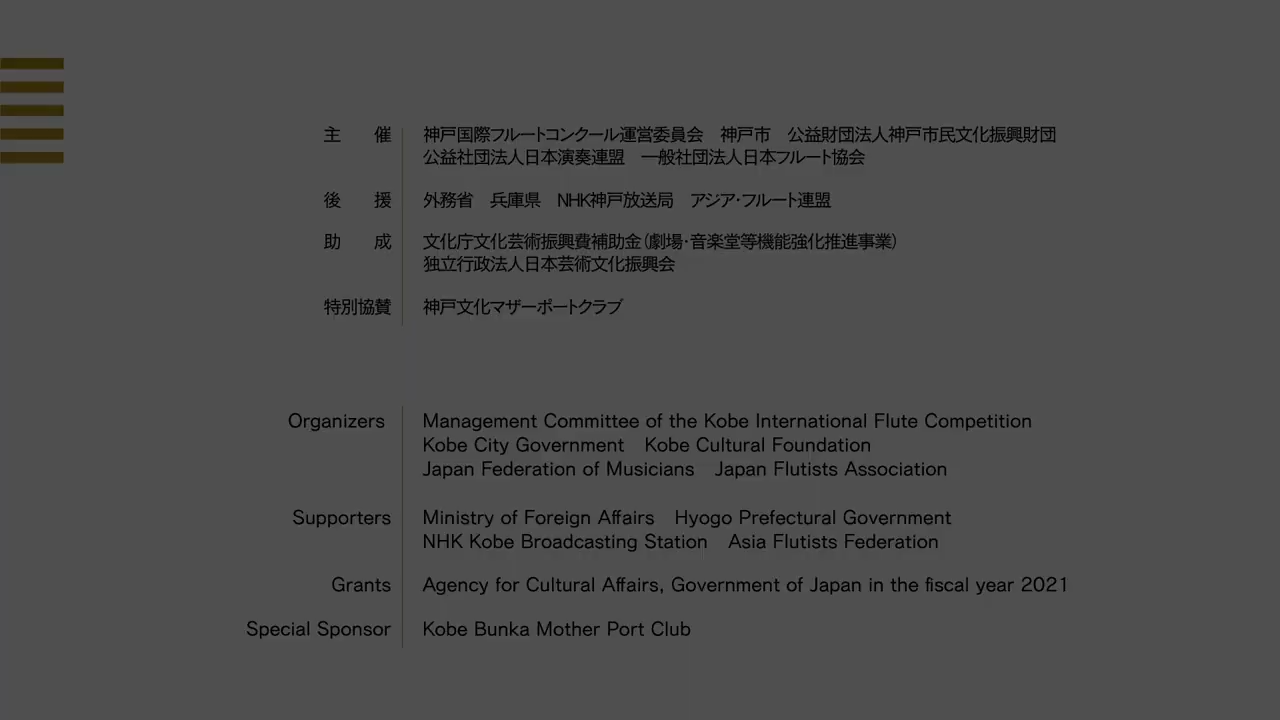 主　催 神戸国際フルートコンクール運営委員会　神戸市　公益財団法人神戸市民文化振興財団
公益社団法人日本演奏連盟　一般社団法人日本フルート協会
後　援 外務省　兵庫県　NHK神戸放送局　アジア・フルート連盟
助　成 文化庁文化芸術振興費補助金（劇場・音楽堂等機能強化推進事業）
独立行政法人日本芸術文化振興会
特別協賛 神戸文化マザーポートクラブ
Organizers Management Committee of the Kobe International Flute Competition
Kobe City Government　Kobe Cultural Foundation
Japan Federation of Musicians　Japan Flutists Association
Supporters Ministry of Foreign Affairs　Hyogo Prefectural Government
NHK Kobe Broadcasting Station　Asia Flutists Federation
Grants Agency for Cultural Affairs, Government of Japan in the fiscal year 2021
Special Sponsor Kobe Bunka Mother Port Club